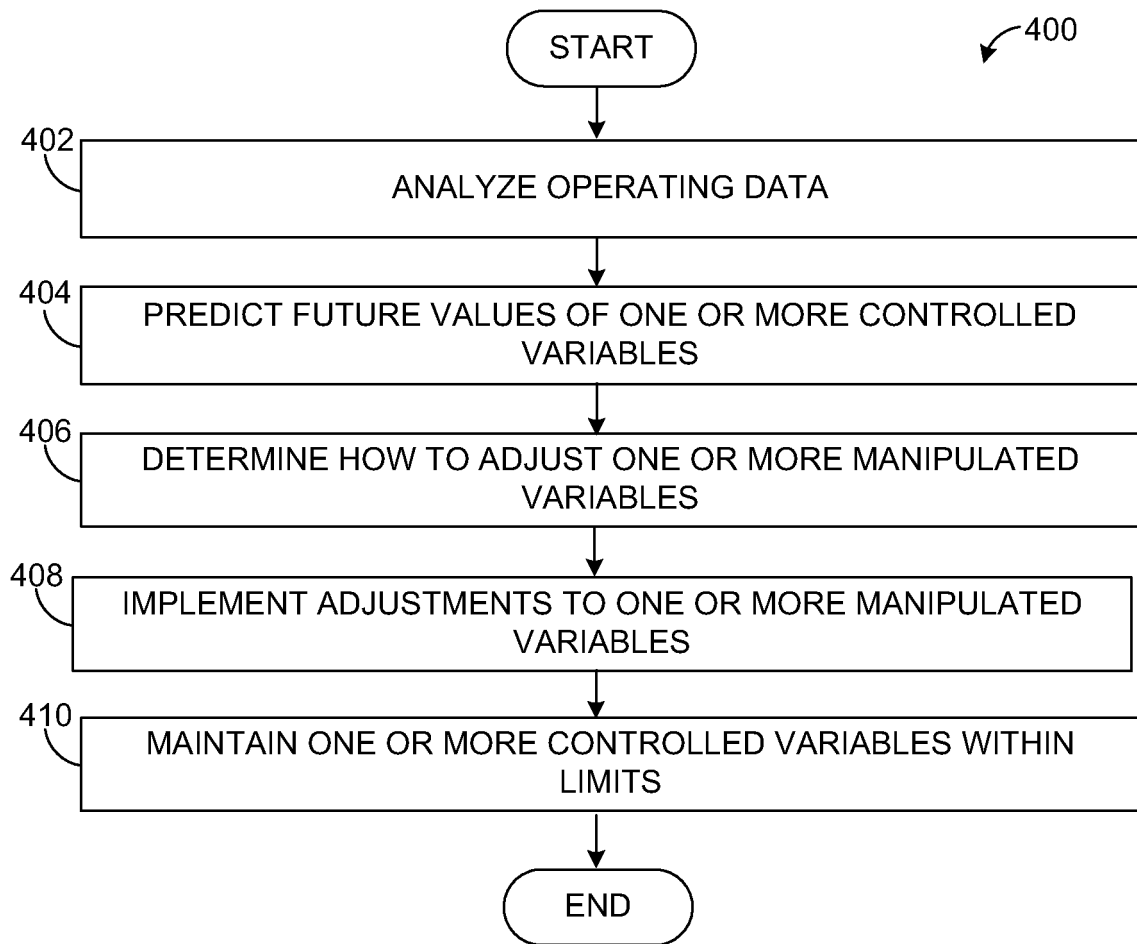 START
400
402
ANALYZE OPERATING DATA
404
PREDICT FUTURE VALUES OF ONE OR MORE CONTROLLED
VARIABLES
406
DETERMINE HOW TO ADJUST ONE OR MORE MANIPULATED
VARIABLES
408
IMPLEMENT ADJUSTMENTS TO ONE OR MORE MANIPULATED
VARIABLES
410
MAINTAIN ONE OR MORE CONTROLLED VARIABLES WITHIN
LIMITS
END